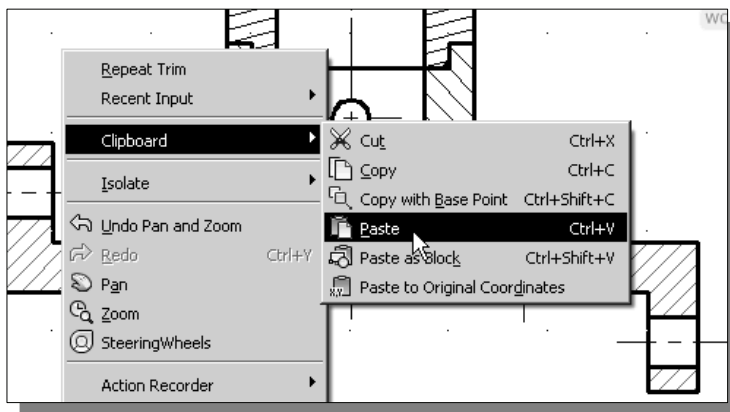 WC
Repeat Trim
Recent Input
Clipboard
Isolate
Undo Pan and Zoom
Redo Ctrl+Y
Pan
Zoom
SteeringWheels
Action Recorder
Cut Ctrl+X
Copy Ctrl+C
Copy with Base Point Ctrl+Shift+C
Paste Ctrl+V
Paste as Block Ctrl+Shift+V
Paste to Original Coordinates